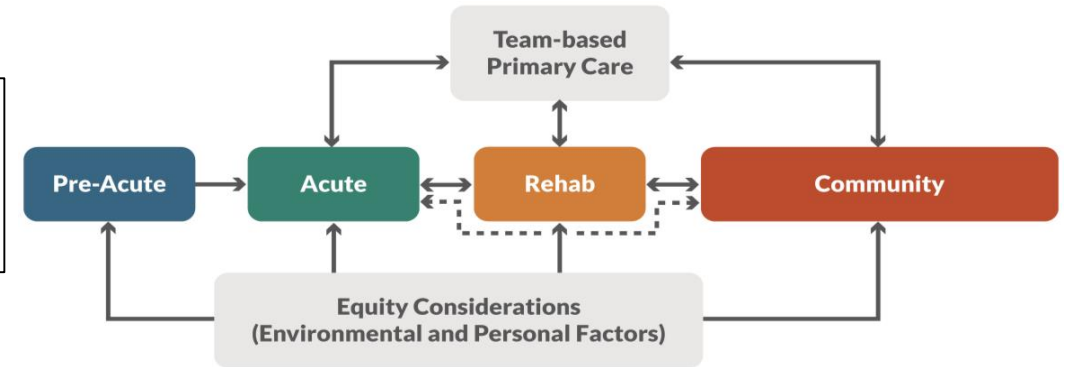 Team-based
Primary Care
Pre-Acute
Acute
Rehab
Community
Equity Considerations
(Environmental and Personal Factors)